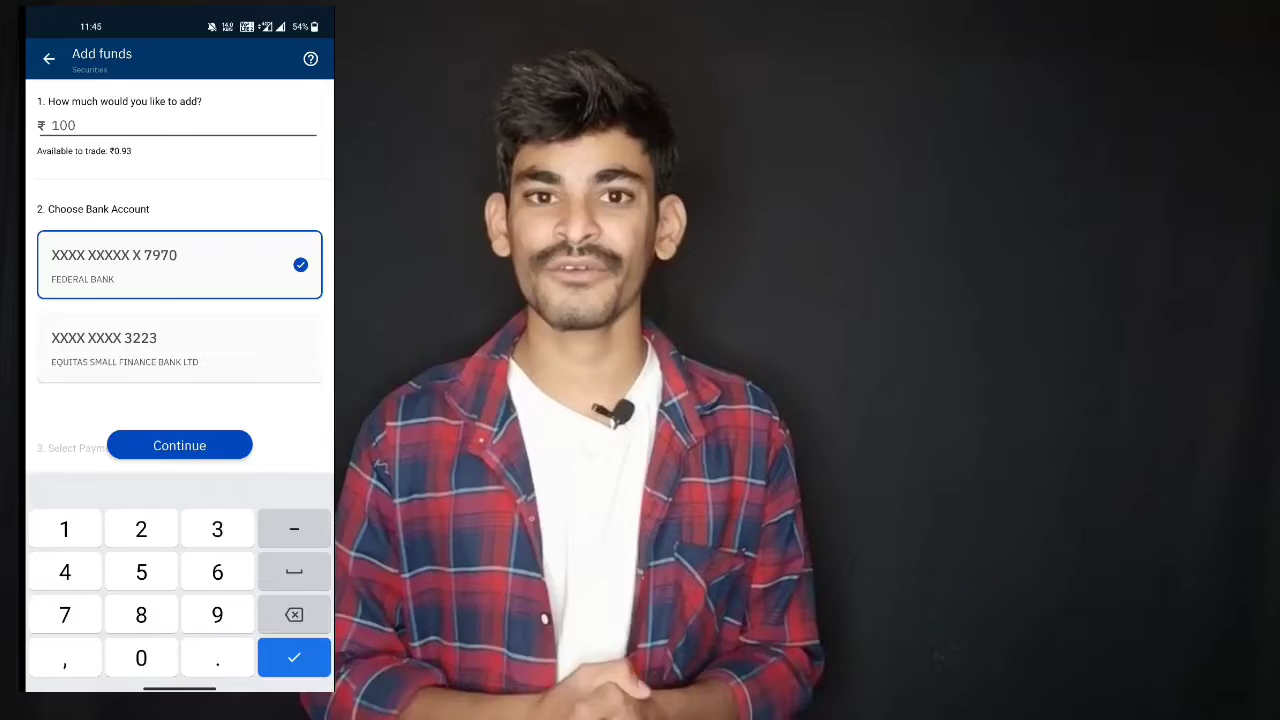 11:45
54%
Add funds
Securities
1. How much would you like to add?
₹ 100
Available to trade: ₹0.93
2. Choose Bank Account
XXXX XXXXX X 7970
FEDERAL BANK
XXXX XXXX 3223
EQUITAS SMALL FINANCE BANK LTD
3. Select Payme
Continue
1 2 3 –
4 5 6
7 8 9
, 0 .